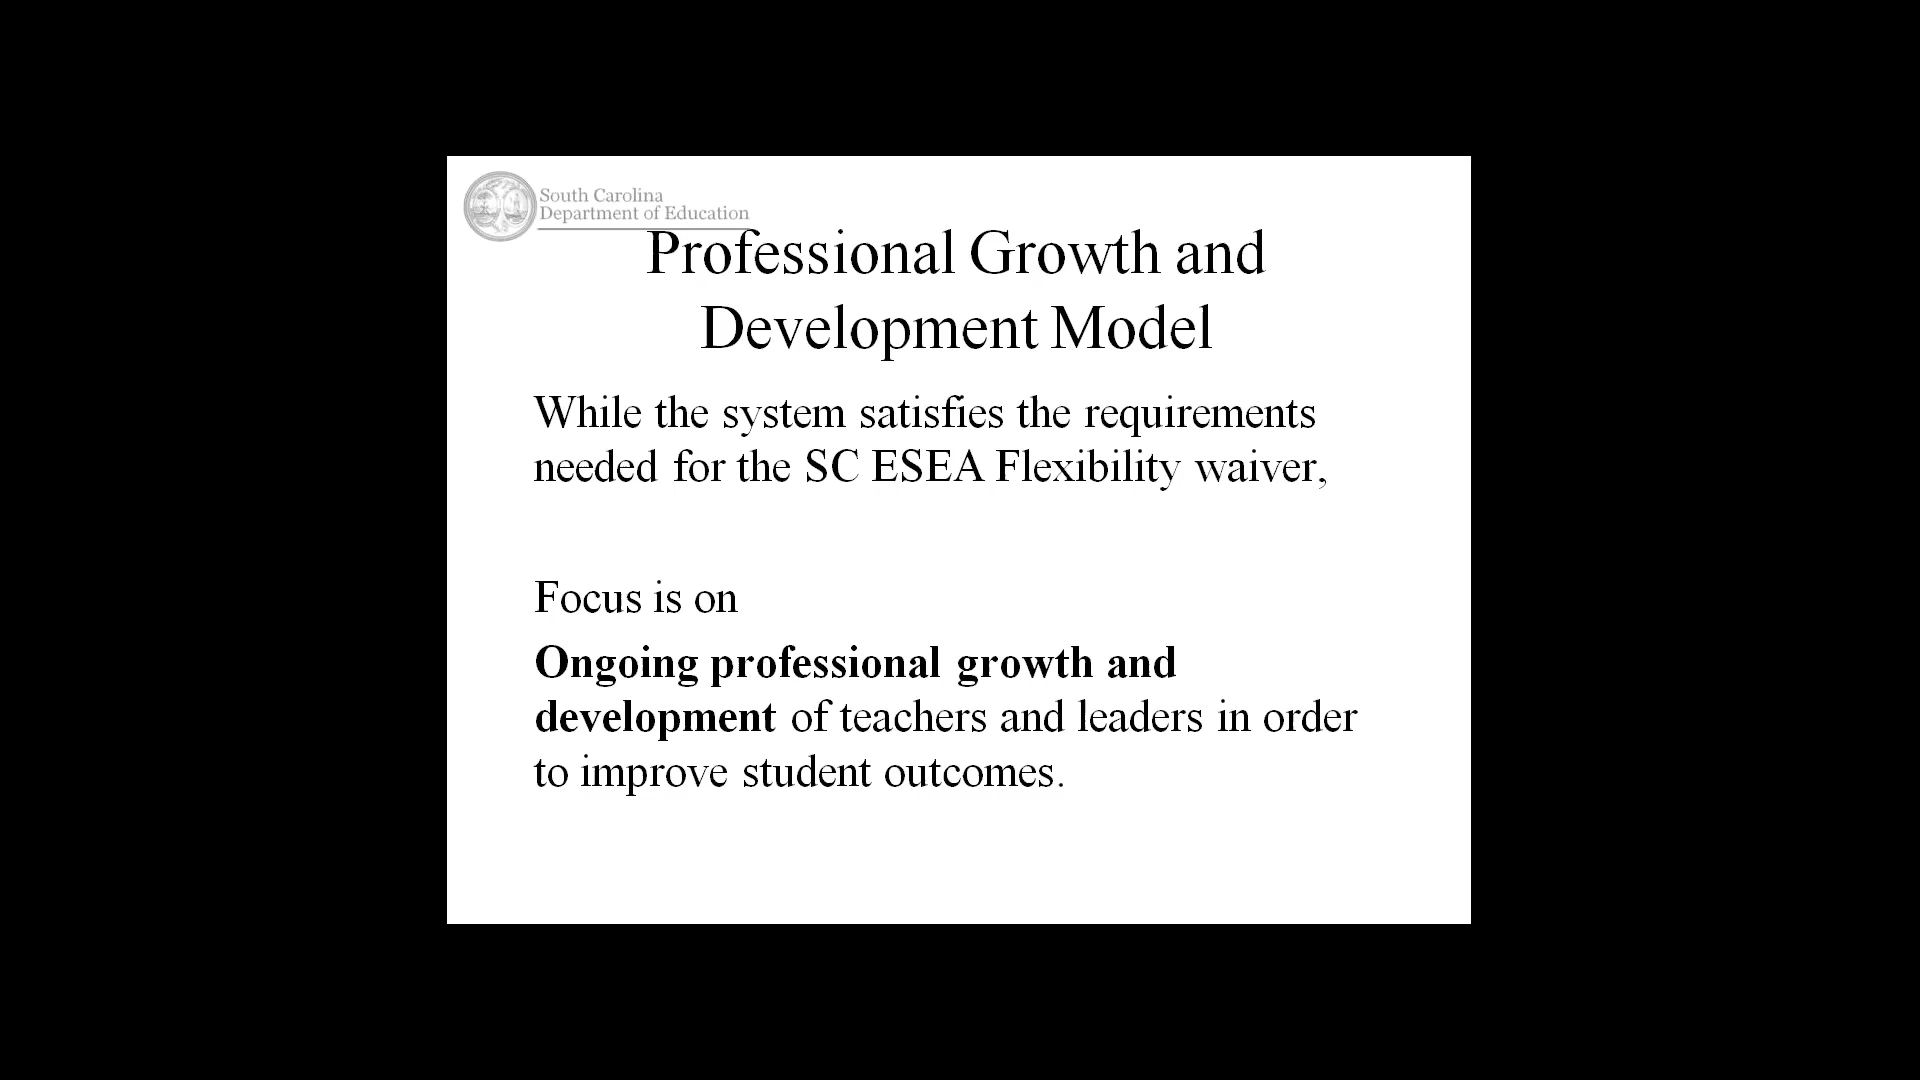 South Carolina
Department of Education
Professional Growth and
Development Model
While the system satisfies the requirements
needed for the SC ESEA Flexibility waiver,
Focus is on
Ongoing professional growth and
development of teachers and leaders in order
to improve student outcomes.